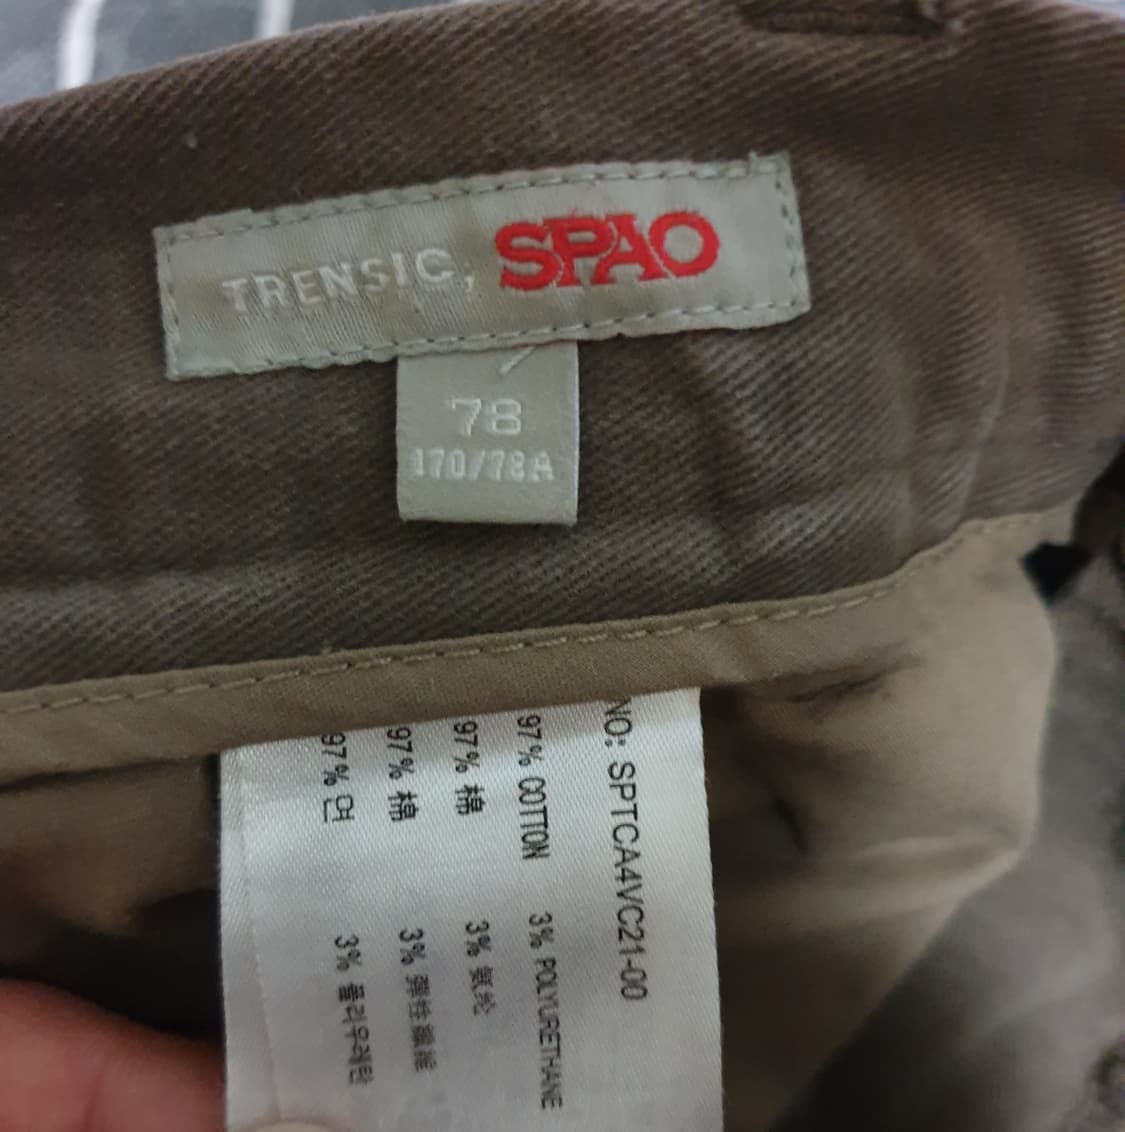 TRENSIC, SPAO
78
170/78A
NO: SPTCA4VC21-00
97% COTTON 3% POLYURETHANE
97% 棉 3% 氨纶
97% 棉 3% 彈性纖維
97% 면 3% 폴리우레탄